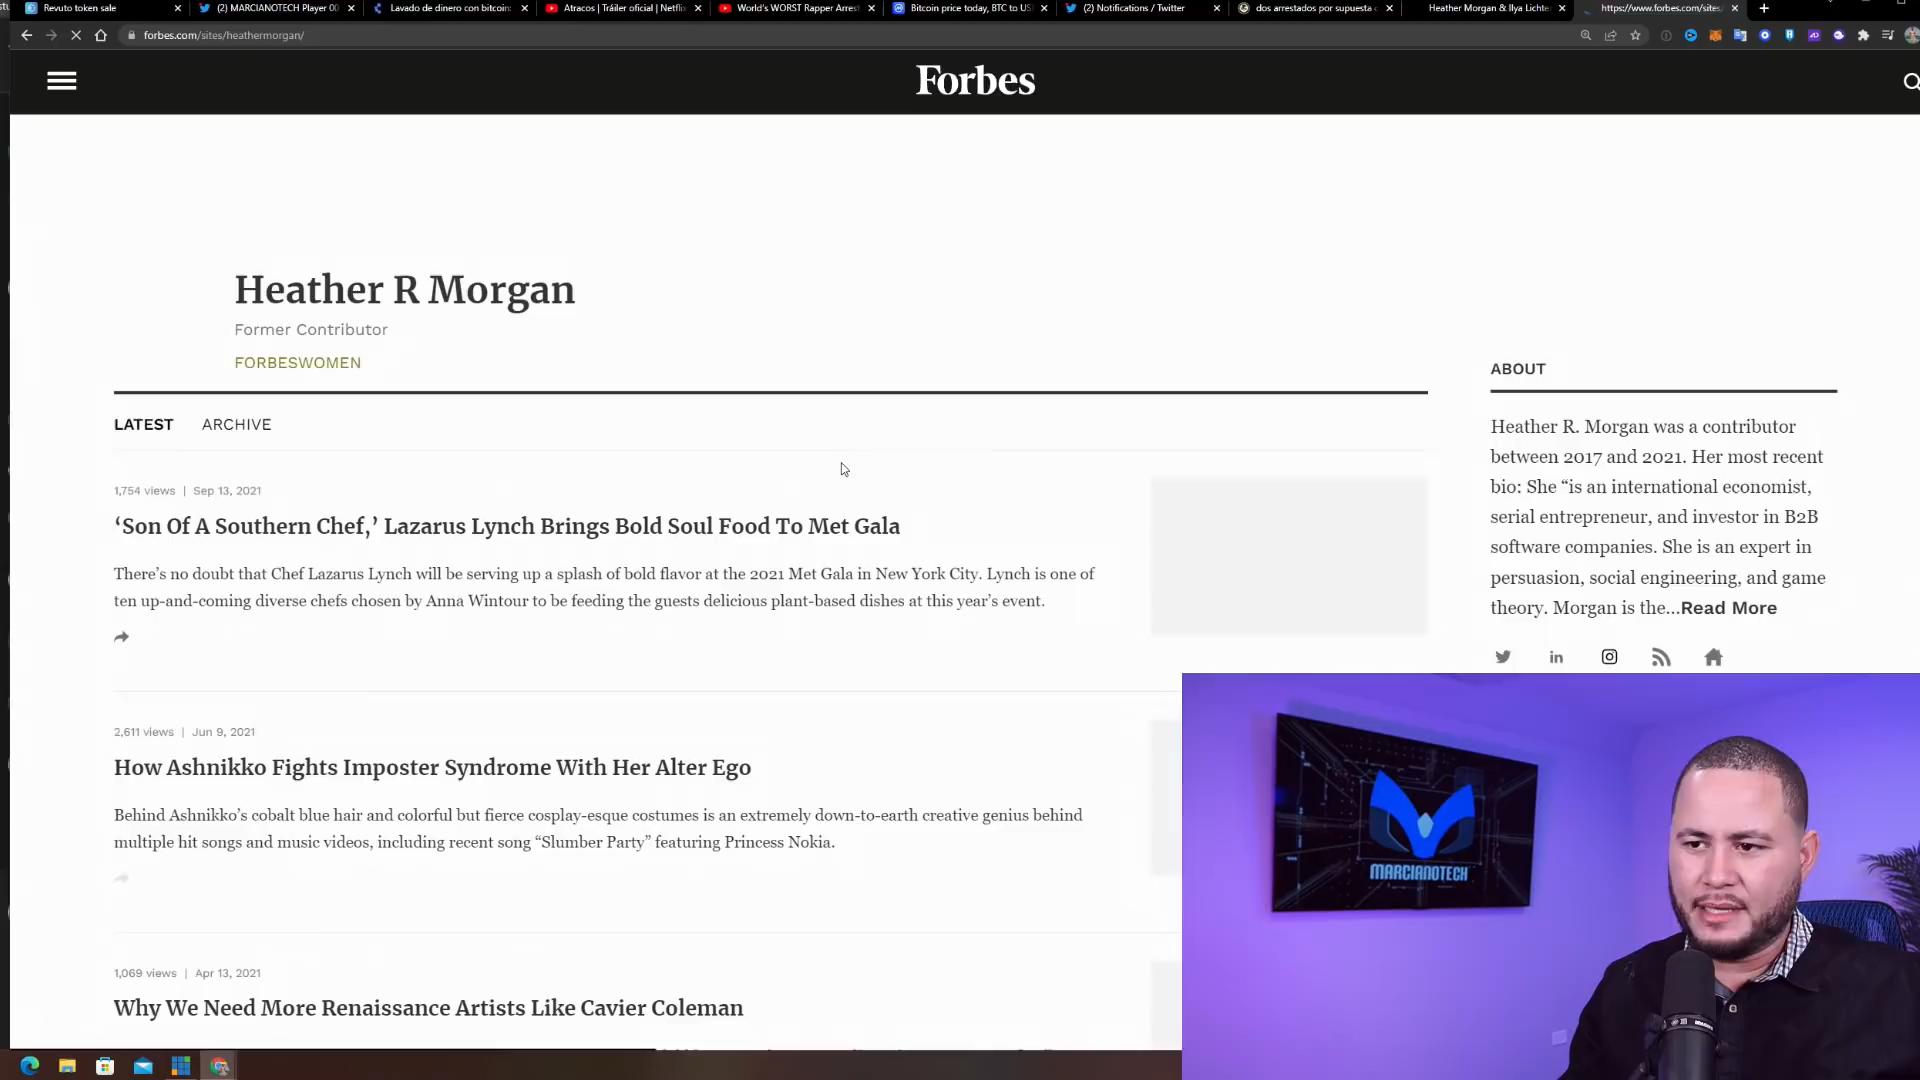 Revuto token sale
(2) MARCIANOTECH Player 00
Lavado de dinero con bitcoin:
Atracos | Tráiler oficial | Netflix
World's WORST Rapper Arrest
Bitcoin price today, BTC to US
(2) Notifications / Twitter
dos arrestados por supuesta c
Heather Morgan & Ilya Lichten
https://www.forbes.com/sites/
forbes.com/sites/heathermorgan/
Forbes
Heather R Morgan
Former Contributor
FORBESWOMEN
LATEST ARCHIVE
1,754 views | Sep 13, 2021
‘Son Of A Southern Chef,’ Lazarus Lynch Brings Bold Soul Food To Met Gala
There’s no doubt that Chef Lazarus Lynch will be serving up a splash of bold flavor at the 2021 Met Gala in New York City. Lynch is one of
ten up-and-coming diverse chefs chosen by Anna Wintour to be feeding the guests delicious plant-based dishes at this year’s event.
2,611 views | Jun 9, 2021
How Ashnikko Fights Imposter Syndrome With Her Alter Ego
Behind Ashnikko’s cobalt blue hair and colorful but fierce cosplay-esque costumes is an extremely down-to-earth creative genius behind
multiple hit songs and music videos, including recent song “Slumber Party” featuring Princess Nokia.
1,069 views | Apr 13, 2021
Why We Need More Renaissance Artists Like Cavier Coleman
ABOUT
Heather R. Morgan was a contributor
between 2017 and 2021. Her most recent
bio: She “is an international economist,
serial entrepreneur, and investor in B2B
software companies. She is an expert in
persuasion, social engineering, and game
theory. Morgan is the...Read More
MARCIANOTECH